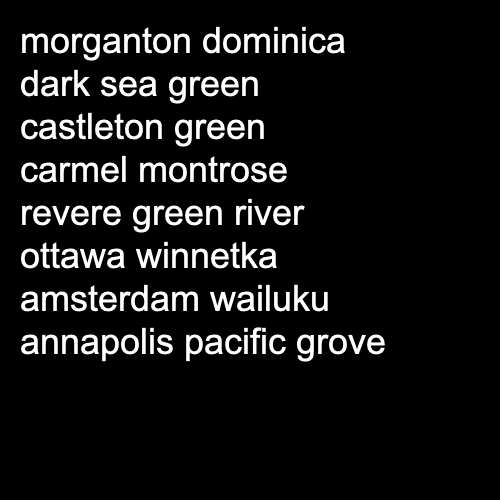 morganton dominica
dark sea green
castleton green
carmel montrose
revere green river
ottawa winnetka
amsterdam wailuku
annapolis pacific grove